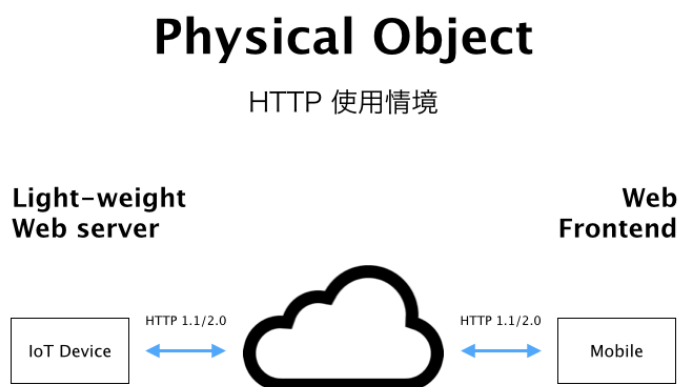 Physical Object
HTTP 使用情境
Light-weight
Web server
Web
Frontend
HTTP 1.1/2.0
HTTP 1.1/2.0
IoT Device
Mobile